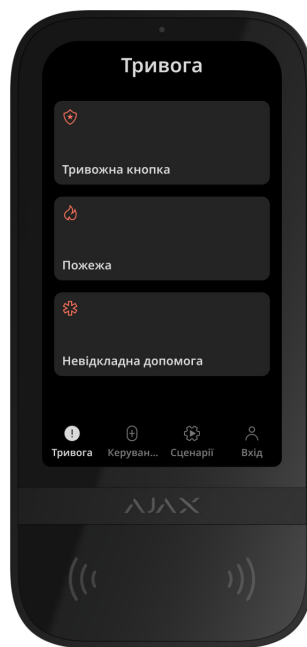 Тривога
Тривожна кнопка
Пожежа
Невідкладна допомога
Тривога Керуван... Сценарії Вхід
AJAX